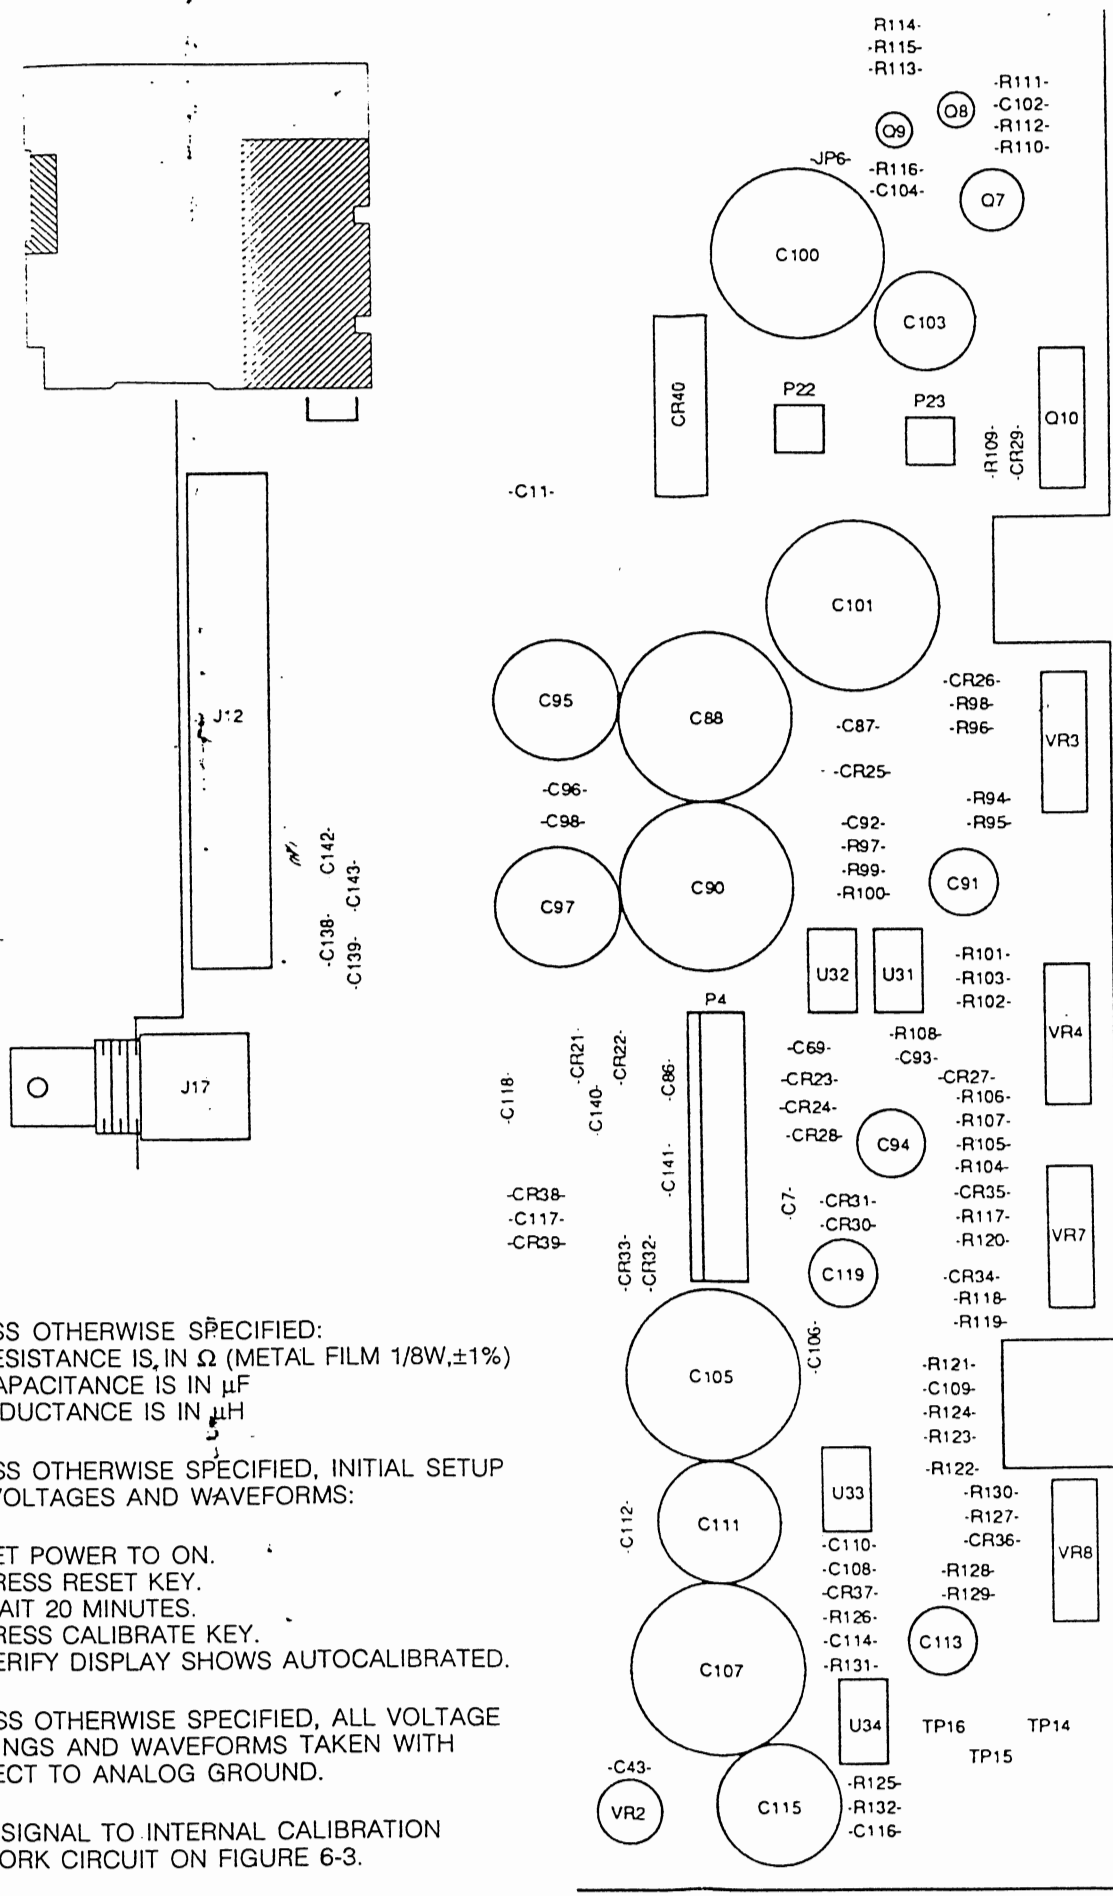 R114-
-R115-
-R113-
-R111-
-C102-
-R112-
-R110-
Q8
Q9
JP6-
-R116-
-C104-
Q7
C100
C103
CR40
P22
P23
-R109-
-CR29-
Q10
-C11-
C101
C95
C88
-CR26-
-R98-
-R96-
VR3
-C87-
-CR25-
-C96-
-C98-
-R94-
-R95-
-C92-
-R97-
-R99-
-R100-
C91
C97
C90
J12
C142-
-C143-
-C138-
-C139-
U32
U31
-R101-
-R103-
-R102-
VR4
P4
-R108-
-C93-
-C69-
-CR21-
-CR22-
-C86-
-C118-
-C140-
-CR23-
-CR24-
-CR28-
-CR27-
-R106-
-R107-
-R105-
-R104-
C94
J17
-C141-
-C7-
-CR31-
-CR30-
-CR35-
-R117-
-R120-
VR7
-CR38-
-C117-
-CR39-
-CR33-
-CR32-
C119
-CR34-
-R118-
-R119-
-C106-
C105
-R121-
-C109-
-R124-
-R123-
-R122-
U33
-R130-
-R127-
-CR36-
VR8
-C112-
C111
-C110-
-C108-
-CR37-
-R126-
-C114-
-R131-
-R128-
-R129-
C113
C107
U34
TP16
TP14
TP15
-C43-
VR2
C115
-R125-
-R132-
-C116-
SS OTHERWISE SPECIFIED:
ESISTANCE IS IN Ω (METAL FILM 1/8W,±1%)
APACITANCE IS IN µF
DUCTANCE IS IN µH
SS OTHERWISE SPECIFIED, INITIAL SETUP
VOLTAGES AND WAVEFORMS:
ET POWER TO ON.
RESS RESET KEY.
AIT 20 MINUTES.
RESS CALIBRATE KEY.
ERIFY DISPLAY SHOWS AUTOCALIBRATED.
SS OTHERWISE SPECIFIED, ALL VOLTAGE
INGS AND WAVEFORMS TAKEN WITH
ECT TO ANALOG GROUND.
SIGNAL TO INTERNAL CALIBRATION
ORK CIRCUIT ON FIGURE 6-3.